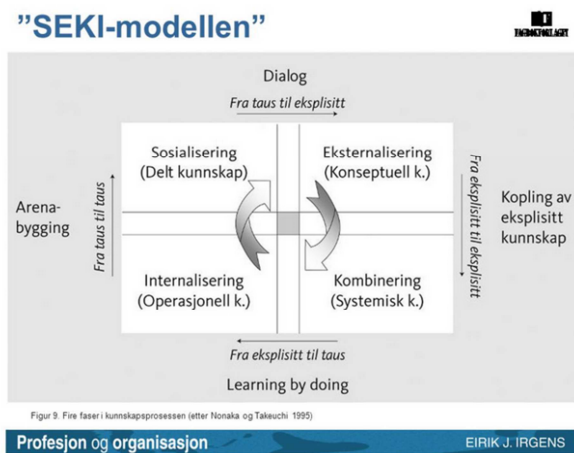 ”SEKI-modellen”
FAGBOKFORLAGET
Dialog
Fra taus til eksplisitt
Sosialisering
(Delt kunnskap)
Eksternalisering
(Konseptuell k.)
Arena-
bygging
Fra taus til taus
Fra eksplisitt til eksplisitt
Kopling av
eksplisitt
kunnskap
Internalisering
(Operasjonell k.)
Kombinering
(Systemisk k.)
Fra eksplisitt til taus
Learning by doing
Figur 9. Fire faser i kunnskapsprosessen (etter Nonaka og Takeuchi 1995)
Profesjon og organisasjon
EIRIK J. IRGENS